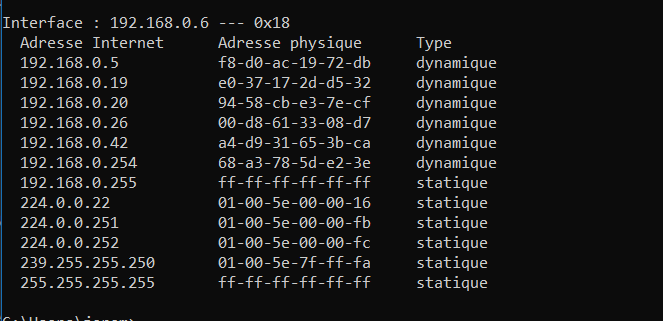 Interface : 192.168.0.6 --- 0x18
Adresse Internet Adresse physique Type
192.168.0.5 f8-d0-ac-19-72-db dynamique
192.168.0.19 e0-37-17-2d-d5-32 dynamique
192.168.0.20 94-58-cb-e3-7e-cf dynamique
192.168.0.26 00-d8-61-33-08-d7 dynamique
192.168.0.42 a4-d9-31-65-3b-ca dynamique
192.168.0.254 68-a3-78-5d-e2-3e dynamique
192.168.0.255 ff-ff-ff-ff-ff-ff statique
224.0.0.22 01-00-5e-00-00-16 statique
224.0.0.251 01-00-5e-00-00-fb statique
224.0.0.252 01-00-5e-00-00-fc statique
239.255.255.250 01-00-5e-7f-ff-fa statique
255.255.255.255 ff-ff-ff-ff-ff-ff statique